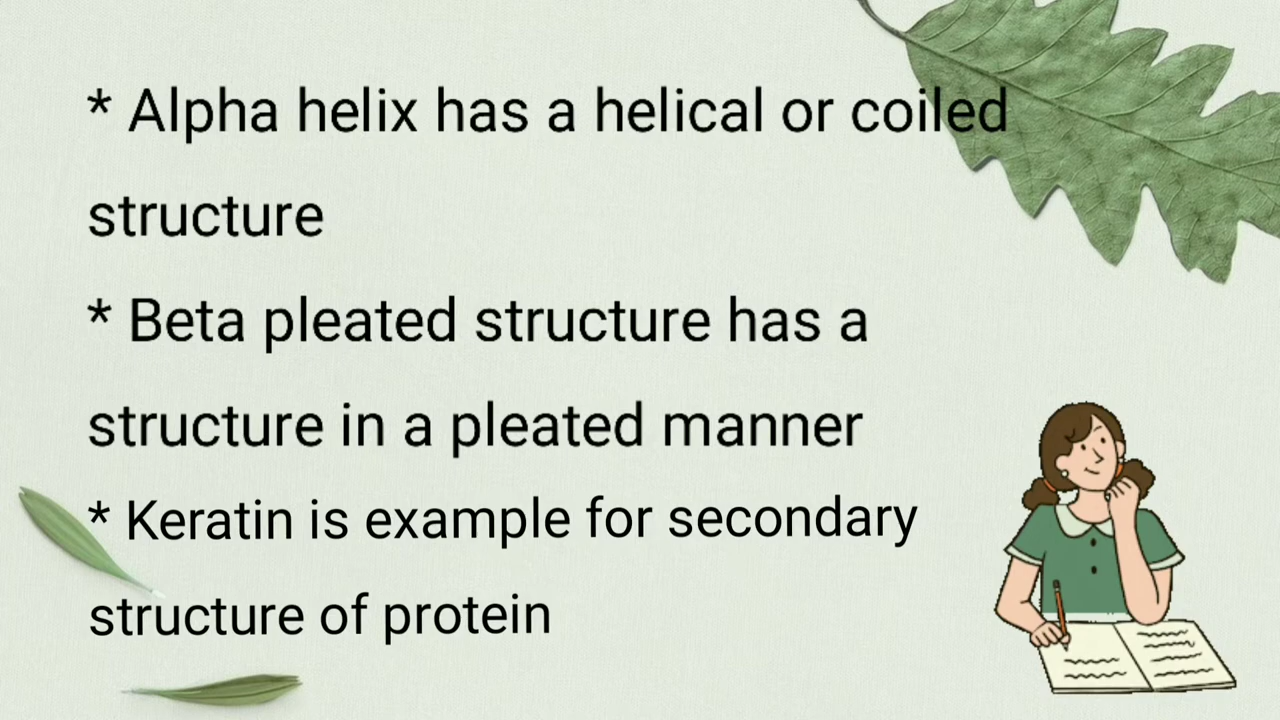 * Alpha helix has a helical or coiled
structure
* Beta pleated structure has a
structure in a pleated manner
* Keratin is example for secondary
structure of protein